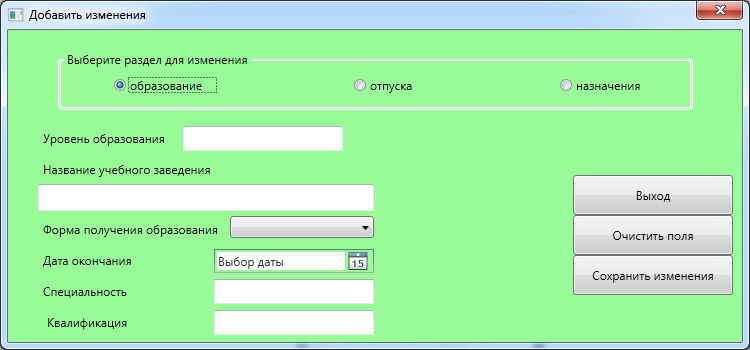 Добавить изменения
Выберите раздел для изменения
образование отпуска назначения
Уровень образования
Название учебного заведения
Выход
Форма получения образования
Очистить поля
Дата окончания Выбор даты 15
Сохранить изменения
Специальность
Квалификация